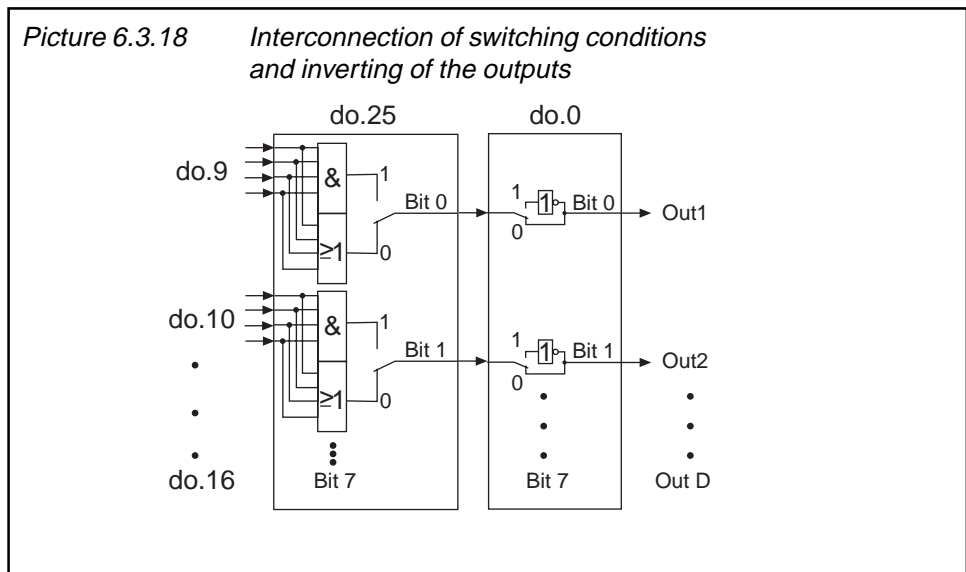 Picture 6.3.18 Interconnection of switching conditions
and inverting of the outputs
do.25 do.0
do.9
&
1
Bit 0
≥1
0
1
1
Bit 0
0
Out1
do.10
&
1
Bit 1
≥1
0
1
1
Bit 1
0
Out2
do.16 Bit 7 Bit 7 Out D